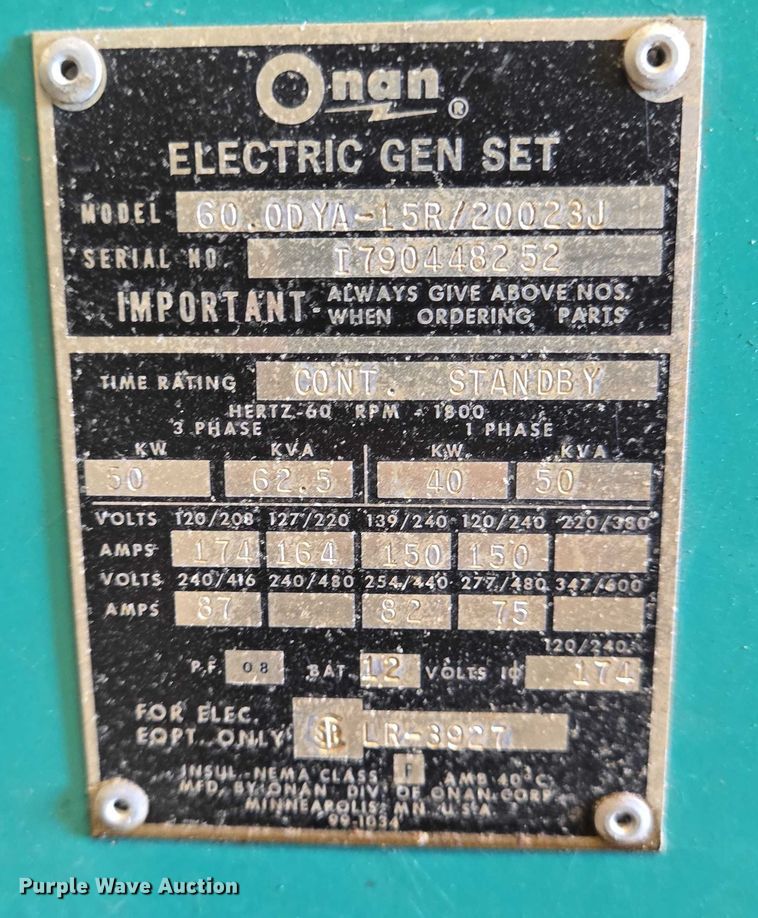 Onan ®
ELECTRIC GEN SET
MODEL 60.0DYA-15R/20023J
SERIAL NO. I790448252
IMPORTANT- ALWAYS GIVE ABOVE NOS.
WHEN ORDERING PARTS
TIME RATING CONT. STANDBY
HERTZ-60 RPM - 1800
3 PHASE 1 PHASE
KW KVA KW KVA
50 62.5 40 50
VOLTS 120/208 127/220 139/240 120/240 220/380
AMPS 174 164 150 150
VOLTS 240/416 240/480 254/440 277/480 347/600
AMPS 87 82 75
120/240
P.F. 08 BAT. 12 VOLTS 1Ø 174
FOR ELEC.
EQPT. ONLY LR-3927
INSUL-NEMA CLASS F AMB 40°C
MFD. BY ONAN DIV OF ONAN CORP
MINNEAPOLIS, MN U.S.A
99-1034
Purple Wave Auction